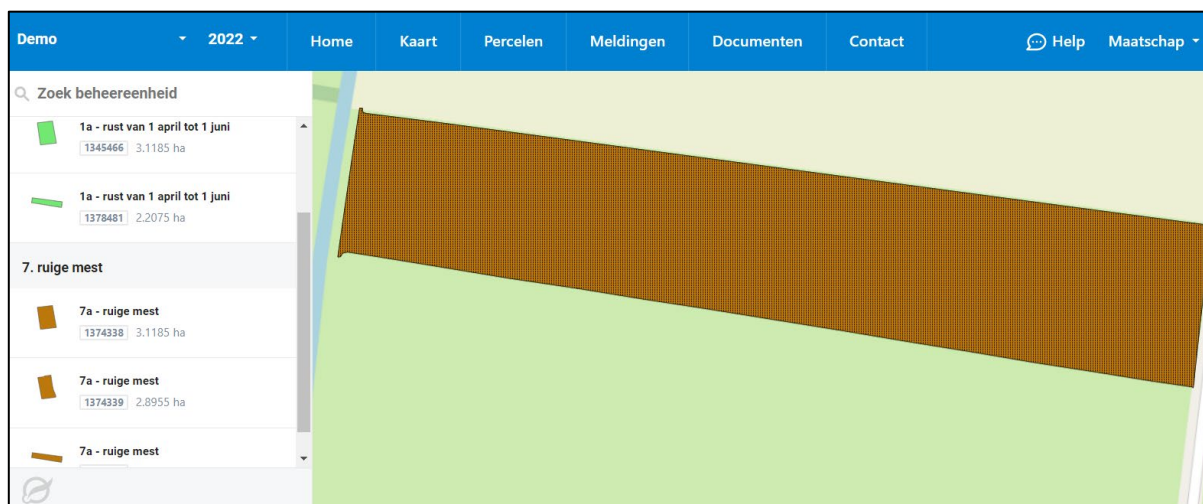 Demo 2022 Home Kaart Percelen Meldingen Documenten Contact Help Maatschap
Zoek beheereenheid
1a - rust van 1 april tot 1 juni
1345466 3.1185 ha
1a - rust van 1 april tot 1 juni
1378481 2.2075 ha
7. ruige mest
7a - ruige mest
1374338 3.1185 ha
7a - ruige mest
1374339 2.8955 ha
7a - ruige mest